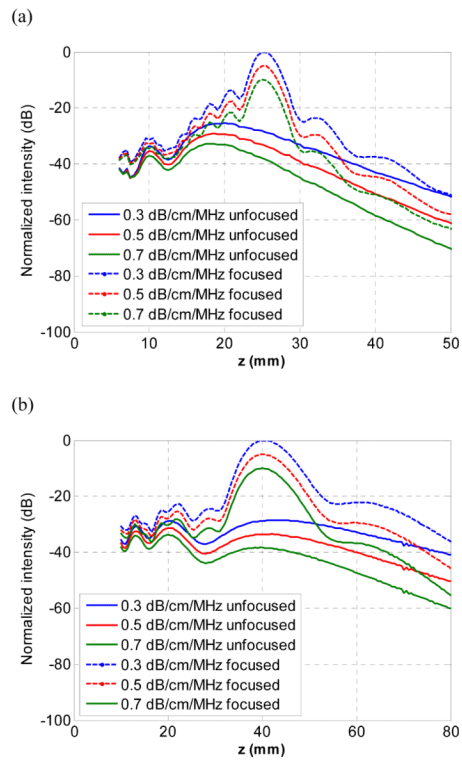 (a)
0
-20
-40
-60
-80
-100
Normalized intensity (dB)
0.3 dB/cm/MHz unfocused
0.5 dB/cm/MHz unfocused
0.7 dB/cm/MHz unfocused
0.3 dB/cm/MHz focused
0.5 dB/cm/MHz focused
0.7 dB/cm/MHz focused
0 10 20 30 40 50
z (mm)
(b)
0
-20
-40
-60
-80
-100
Normalized intensity (dB)
0.3 dB/cm/MHz unfocused
0.5 dB/cm/MHz unfocused
0.7 dB/cm/MHz unfocused
0.3 dB/cm/MHz focused
0.5 dB/cm/MHz focused
0.7 dB/cm/MHz focused
0 20 40 60 80
z (mm)